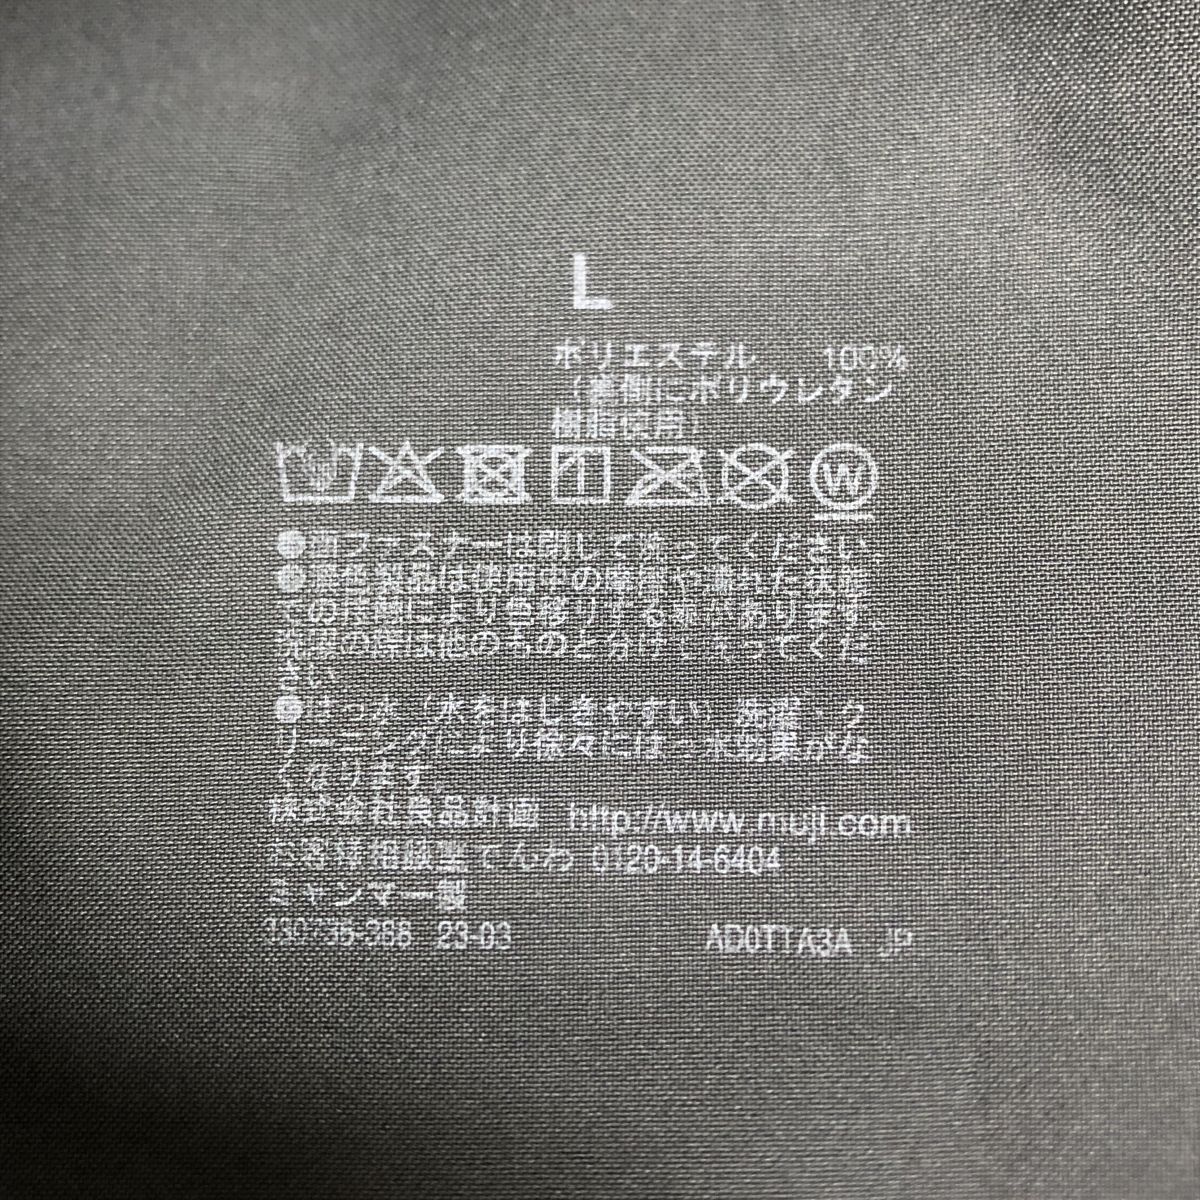 L
ポリエステル 100%
(裏側にポリウレタン
樹脂使用)
W
●ファスナーは閉じて洗ってください。
●濃色製品は使用中の摩擦や濡れた状態
での摩擦により色移りする事があります。
洗濯の際は他のものと分けて洗ってくだ
さい
●はっ水(水をはじきやすい) 洗濯・ク
リーニングにより徐々にはっ水効果がな
くなります。
株式会社良品計画 http://www.muji.com
お客様相談室でんわ 0120-14-6404
ミャンマー製
23-03 AD0TTA3A JP